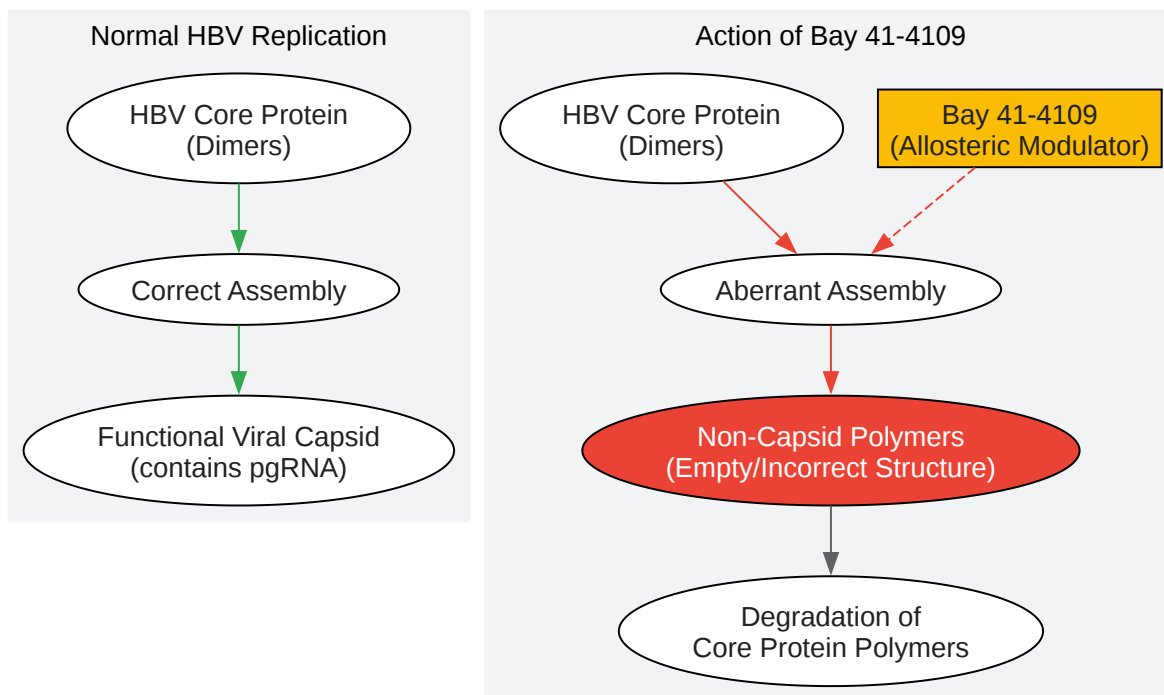 Normal HBV Replication
HBV Core Protein
(Dimers)
Correct Assembly
Functional Viral Capsid
(contains pgRNA)
Action of Bay 41-4109
HBV Core Protein
(Dimers)
Bay 41-4109
(Allosteric Modulator)
Aberrant Assembly
Non-Capsid Polymers
(Empty/Incorrect Structure)
Degradation of
Core Protein Polymers